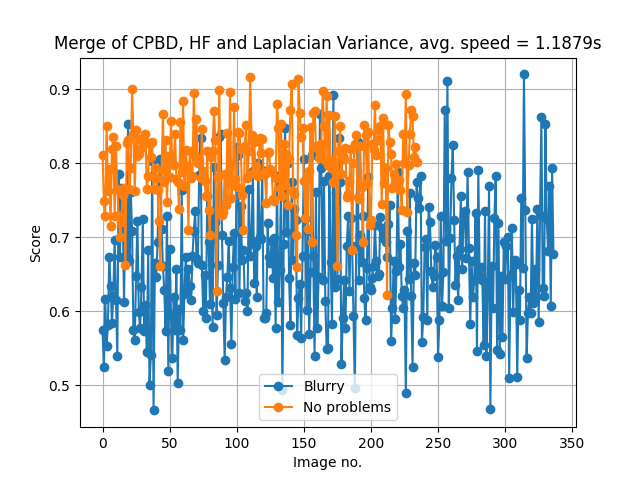 Merge of CPBD, HF and Laplacian Variance, avg. speed = 1.1879s
0.9
0.8
0.7
0.6
0.5
Score
Blurry
No problems
0 50 100 150 200 250 300 350
Image no.